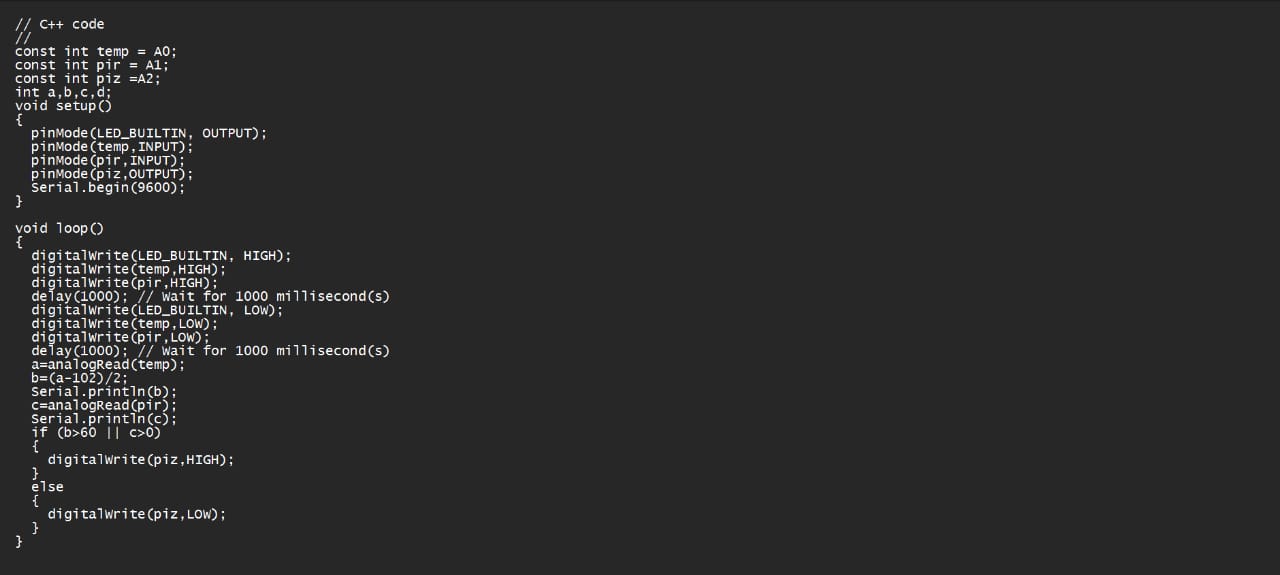 // C++ code
//
const int temp = A0;
const int pir = A1;
const int piz =A2;
int a,b,c,d;
void setup()
{
  pinMode(LED_BUILTIN, OUTPUT);
  pinMode(temp,INPUT);
  pinMode(pir,INPUT);
  pinMode(piz,OUTPUT);
  Serial.begin(9600);
}

void loop()
{
  digitalWrite(LED_BUILTIN, HIGH);
  digitalWrite(temp,HIGH);
  digitalWrite(pir,HIGH);
  delay(1000); // Wait for 1000 millisecond(s)
  digitalWrite(LED_BUILTIN, LOW);
  digitalWrite(temp,LOW);
  digitalWrite(pir,LOW);
  delay(1000); // Wait for 1000 millisecond(s)
  a=analogRead(temp);
  b=(a-102)/2;
  Serial.println(b);
  c=analogRead(pir);
  Serial.println(c);
  if (b>60 || c>0)
  {
    digitalWrite(piz,HIGH);
  }
  else
  {
    digitalWrite(piz,LOW);
  }
}